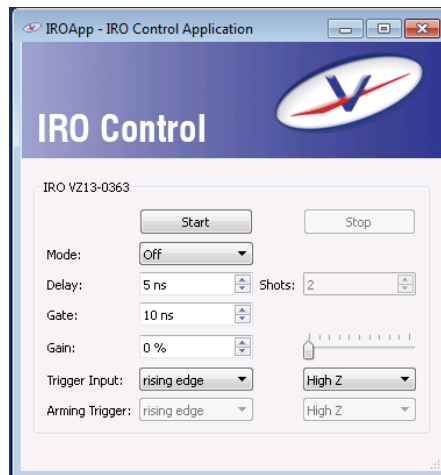 IROApp - IRO Control Application
IRO Control
IRO VZ13-0363
Start Stop
Mode: Off
Delay: 5 ns Shots: 2
Gate: 10 ns
Gain: 0 %
Trigger Input: rising edge High Z
Arming Trigger: rising edge High Z